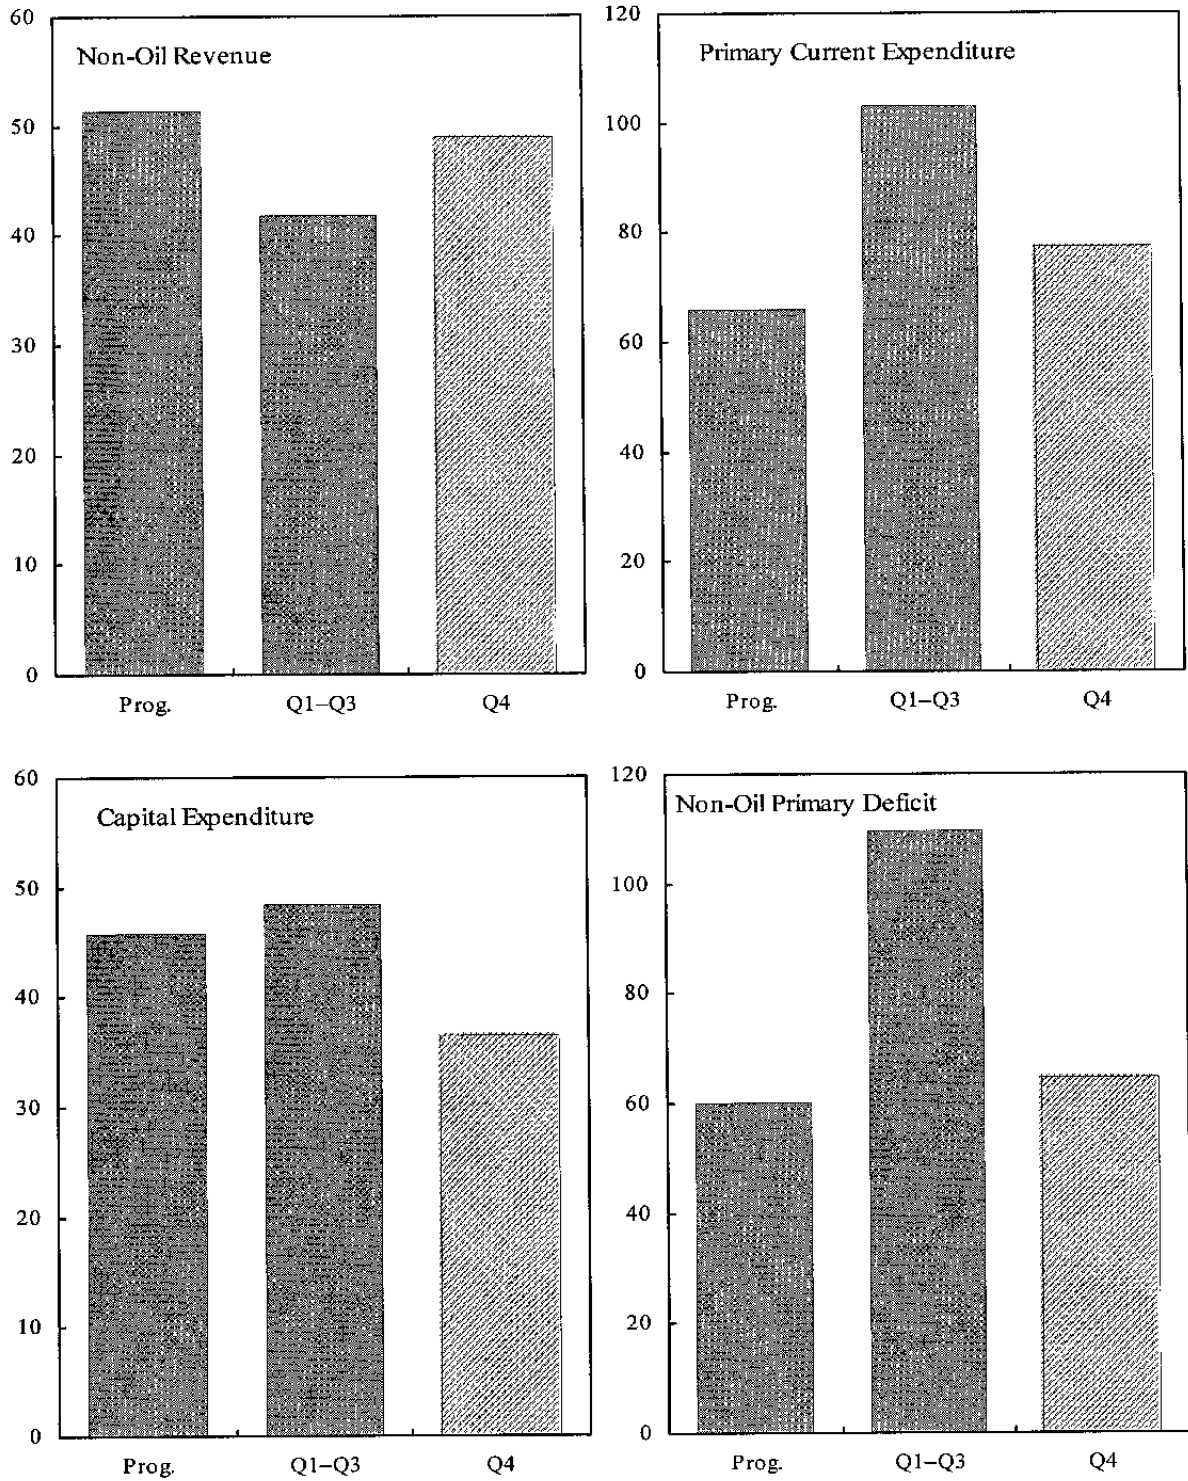 60
Non-Oil Revenue
50
40
30
20
10
0
Prog.
Q1–Q3
Q4
120
Primary Current Expenditure
100
80
60
40
20
0
Prog.
Q1–Q3
Q4
60
Capital Expenditure
50
40
30
20
10
0
Prog.
Q1–Q3
Q4
120
Non-Oil Primary Deficit
100
80
60
40
20
0
Prog.
Q1–Q3
Q4